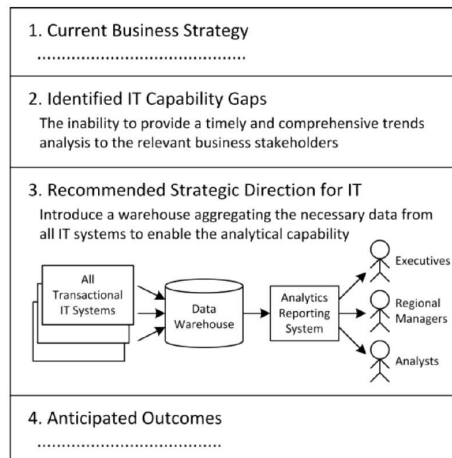 1. Current Business Strategy
............................................
2. Identified IT Capability Gaps
The inability to provide a timely and comprehensive trends
analysis to the relevant business stakeholders
3. Recommended Strategic Direction for IT
Introduce a warehouse aggregating the necessary data from
all IT systems to enable the analytical capability
All
Transactional
IT Systems
Data
Warehouse
Analytics
Reporting
System
Executives
Regional
Managers
Analysts
4. Anticipated Outcomes
.......................................